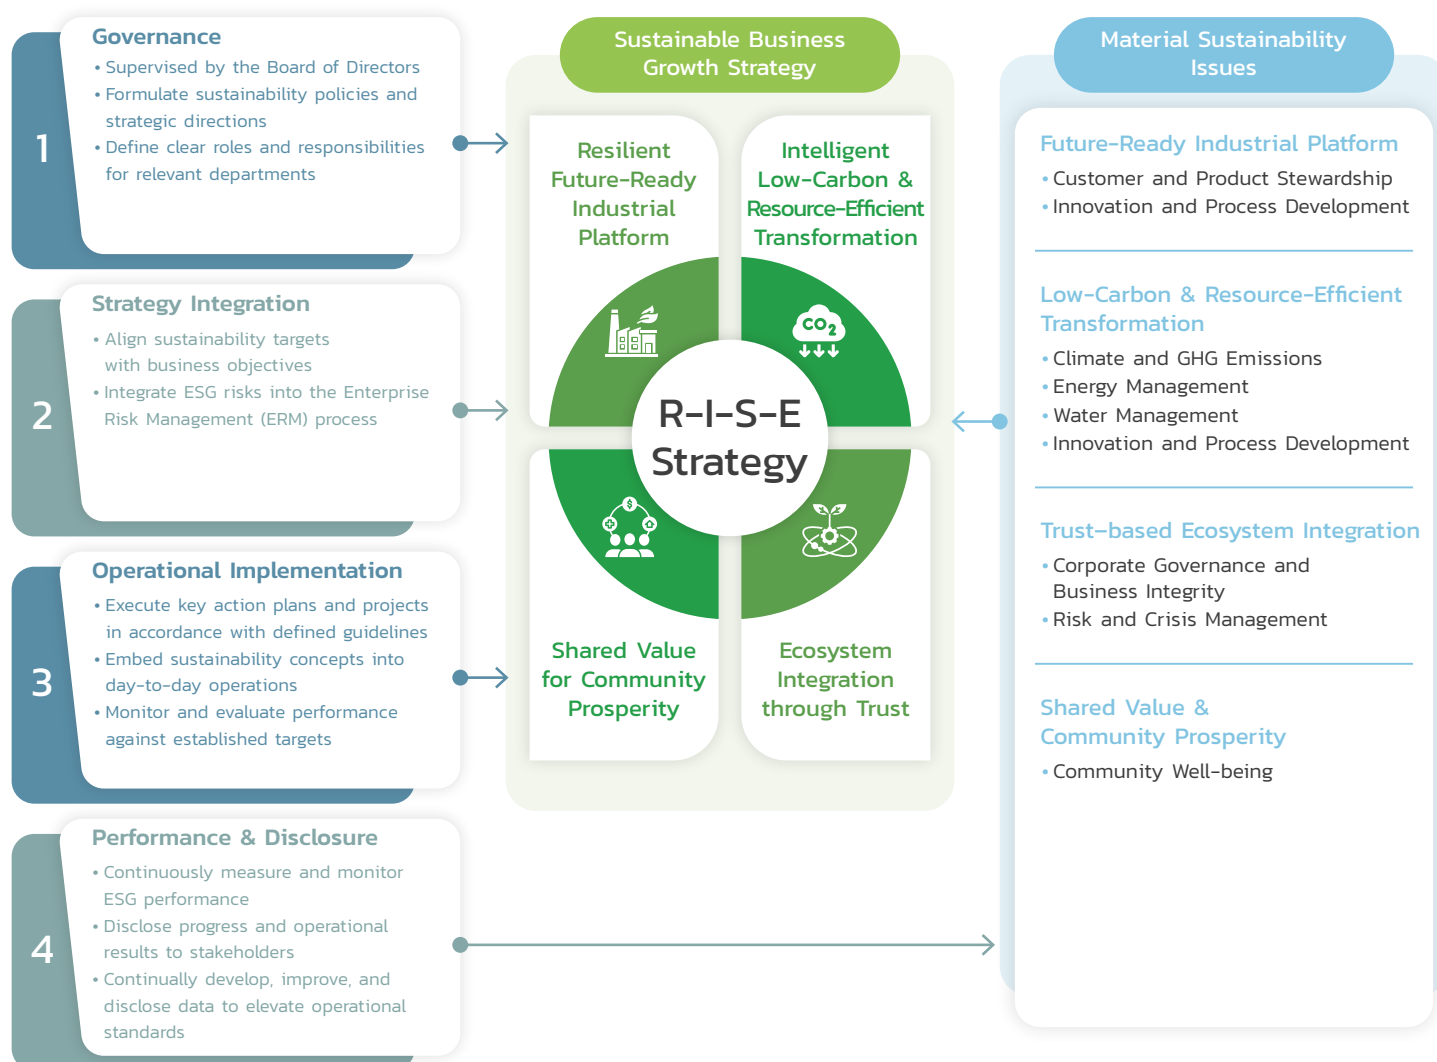 1
Governance
• Supervised by the Board of Directors
• Formulate sustainability policies and
strategic directions
• Define clear roles and responsibilities
for relevant departments
2
Strategy Integration
• Align sustainability targets
with business objectives
• Integrate ESG risks into the Enterprise
Risk Management (ERM) process
3
Operational Implementation
• Execute key action plans and projects
in accordance with defined guidelines
• Embed sustainability concepts into
day-to-day operations
• Monitor and evaluate performance
against established targets
4
Performance & Disclosure
• Continuously measure and monitor
ESG performance
• Disclose progress and operational
results to stakeholders
• Continually develop, improve, and
disclose data to elevate operational
standards
Sustainable Business
Growth Strategy
Resilient
Future-Ready
Industrial
Platform
Intelligent
Low-Carbon &
Resource-Efficient
Transformation
CO2
R-I-S-E
Strategy
$
Shared Value
for Community
Prosperity
Ecosystem
Integration
through Trust
Material Sustainability
Issues
Future-Ready Industrial Platform
• Customer and Product Stewardship
• Innovation and Process Development
Low-Carbon & Resource-Efficient
Transformation
• Climate and GHG Emissions
• Energy Management
• Water Management
• Innovation and Process Development
Trust-based Ecosystem Integration
• Corporate Governance and
Business Integrity
• Risk and Crisis Management
Shared Value &
Community Prosperity
• Community Well-being